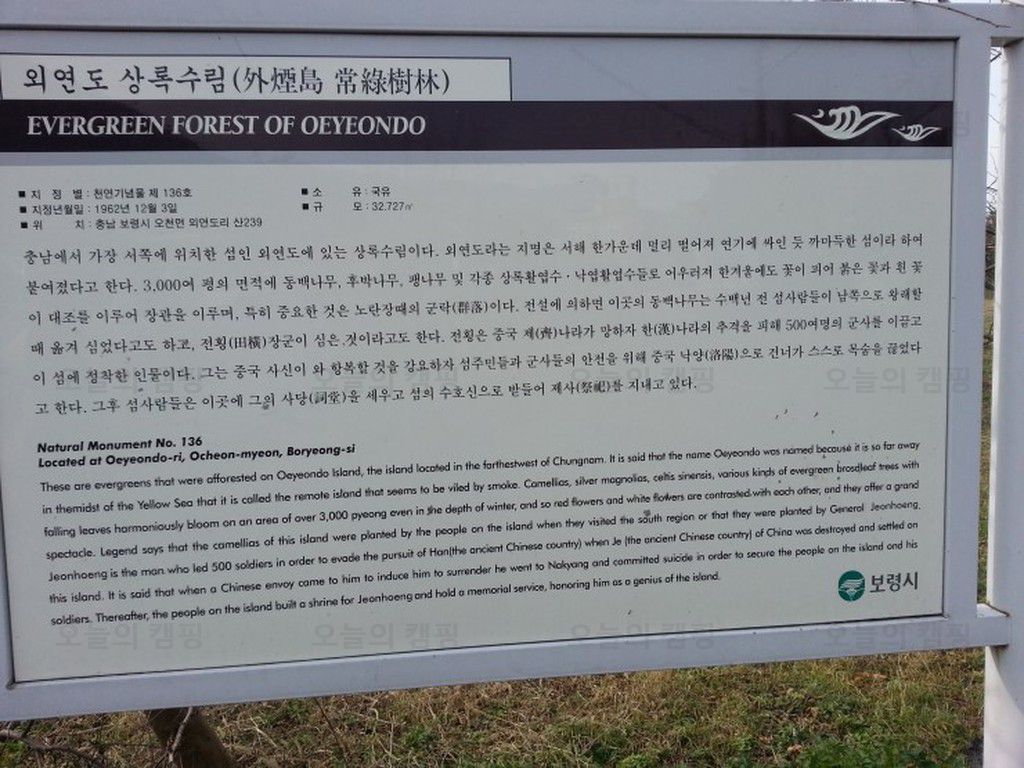 외연도 상록수림(外煙島 常綠樹林)
EVERGREEN FOREST OF OEYEONDO
■ 지 정 별 : 천연기념물 제 136호
■ 소 유 : 국유
■ 지정년월일 : 1962년 12월 3일
■ 규 모 : 32.727㎡
■ 위 치 : 충남 보령시 오천면 외연도리 산239
충남에서 가장 서쪽에 위치한 섬인 외연도에 있는 상록수림이다. 외연도라는 지명은 서해 한가운데 멀리 떨어져 연기에 싸인 듯 까마득한 섬이라 하여
붙여졌다고 한다. 3,000여 평의 면적에 동백나무, 후박나무, 팽나무 및 각종 상록활엽수·낙엽활엽수들로 어우러져 한겨울에도 꽃이 피어 붉은 꽃과 흰 꽃
이 대조를 이루어 장관을 이루며, 특히 중요한 것은 노란장때의 군락(群落)이다. 전설에 의하면 이곳의 동백나무는 수백년 전 섬사람들이 남쪽으로 왕래할
때 옮겨 심었다고도 하고, 전횡(田橫)장군이 심은 것이라고도 한다. 전횡은 중국 제(齊)나라가 망하자 한(漢)나라의 추격을 피해 500여명의 군사를 이끌고
이 섬에 정착한 인물이다. 그는 중국 사신이 와 항복할 것을 강요하자 섬주민들과 군사들의 안전을 위해 중국 낙양(洛陽)으로 건너가 스스로 목숨을 끊었다
고 한다. 그후 섬사람들은 이곳에 그의 사당(祠堂)을 세우고 섬의 수호신으로 받들어 제사(祭祀)를 지내고 있다.
Natural Monument No. 136
Located at Oeyeondo-ri, Ocheon-myeon, Boryeong-si
These are evergreens that were afforested on Oeyeondo Island, the island located in the farthestwest of Chungnam. It is said that the name Oeyeondo was named because it is so far away
in themidst of the Yellow Sea that it is called the remote island that seems to be viled by smoke. Camellias, silver magnolias, celtis sinensis, various kinds of evergreen brosdleaf trees with
falling leaves harmoniously bloom on an area of over 3,000 pyeong even in the depth of winter, and so red flowers and white flowers are contrasted with each other, and they offer a grand
spectacle. Legend says that the camellias of this island were planted by the people on the island when they visited the south region or that they were planted by General Jeonhoeng.
Jeonhoeng is the man who led 500 soldiers in order to evade the pursuit of Han(the ancient Chinese country) when Je (the ancient Chinese country) of China was destroyed and settled on
this island. It is said that when a Chinese envoy came to him to induce him to surrender he went to Nakyang and committed suicide in order to secure the people on the island and his
soldiers. Thereafter, the people on the island built a shrine for Jeonhoeng and hold a memorial service, honoring him as a genius of the island.
보령시
오늘의 캠핑 오늘의 캠핑 오늘의 캠핑 오늘의 캠핑